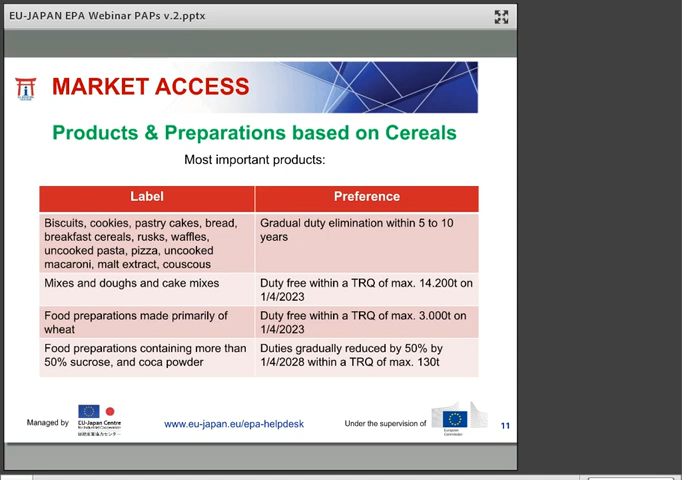 EU-JAPAN EPA Webinar PAPs v.2.pptx
MARKET ACCESS
Products & Preparations based on Cereals
Most important products:
Label
Preference
Biscuits, cookies, pastry cakes, bread,
breakfast cereals, rusks, waffles,
uncooked pasta, pizza, uncooked
macaroni, malt extract, couscous
Gradual duty elimination within 5 to 10
years
Mixes and doughs and cake mixes
Duty free within a TRQ of max. 14.200t on
1/4/2023
Food preparations made primarily of
wheat
Duty free within a TRQ of max. 3.000t on
1/4/2023
Food preparations containing more than
50% sucrose, and coca powder
Duties gradually reduced by 50% by
1/4/2028 within a TRQ of max. 130t
Managed by
EU-Japan Centre
www.eu-japan.eu/epa-helpdesk
Under the supervision of
European
Commission
11